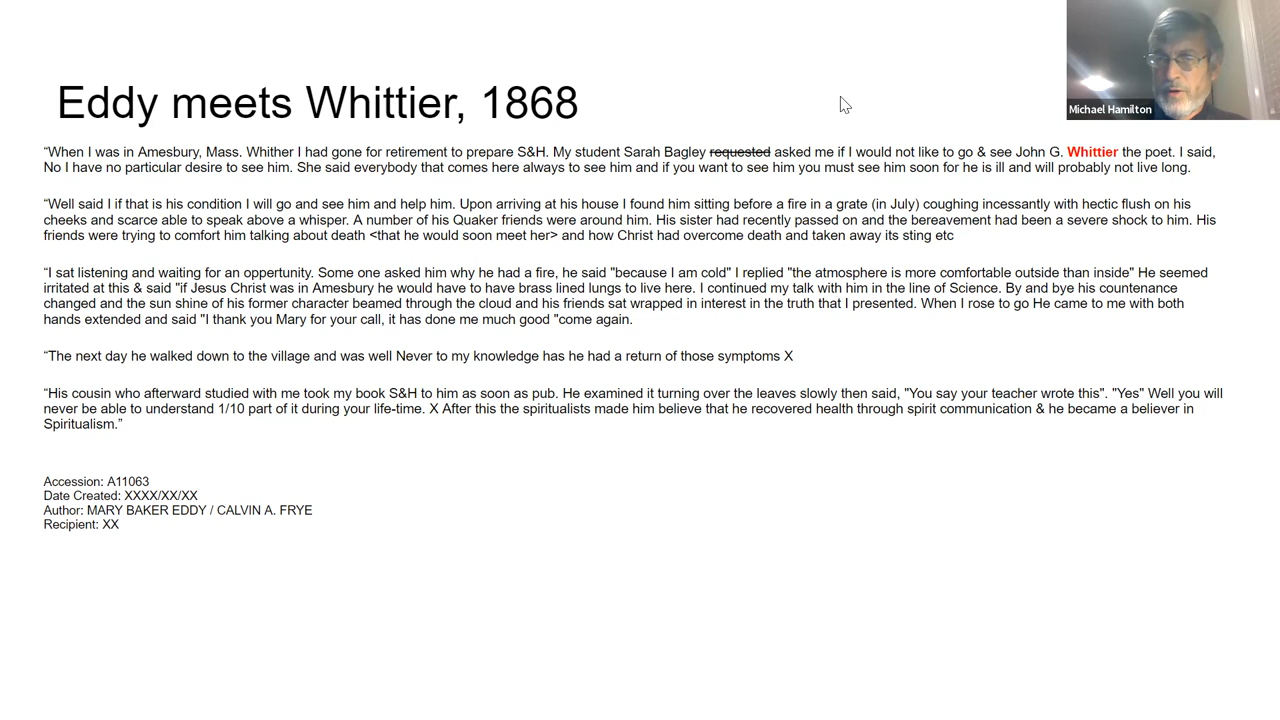 Eddy meets Whittier, 1868
Michael Hamilton
“When I was in Amesbury, Mass. Whither I had gone for retirement to prepare S&H. My student Sarah Bagley requested asked me if I would not like to go & see John G. Whittier the poet. I said,
No I have no particular desire to see him. She said everybody that comes here always to see him and if you want to see him you must see him soon for he is ill and will probably not live long.
“Well said I if that is his condition I will go and see him and help him. Upon arriving at his house I found him sitting before a fire in a grate (in July) coughing incessantly with hectic flush on his
cheeks and scarce able to speak above a whisper. A number of his Quaker friends were around him. His sister had recently passed on and the bereavement had been a severe shock to him. His
friends were trying to comfort him talking about death <that he would soon meet her> and how Christ had overcome death and taken away its sting etc
“I sat listening and waiting for an oppertunity. Some one asked him why he had a fire, he said "because I am cold" I replied "the atmosphere is more comfortable outside than inside" He seemed
irritated at this & said "if Jesus Christ was in Amesbury he would have to have brass lined lungs to live here. I continued my talk with him in the line of Science. By and bye his countenance
changed and the sun shine of his former character beamed through the cloud and his friends sat wrapped in interest in the truth that I presented. When I rose to go He came to me with both
hands extended and said "I thank you Mary for your call, it has done me much good "come again.
“The next day he walked down to the village and was well Never to my knowledge has he had a return of those symptoms X
“His cousin who afterward studied with me took my book S&H to him as soon as pub. He examined it turning over the leaves slowly then said, "You say your teacher wrote this". "Yes" Well you will
never be able to understand 1/10 part of it during your life-time. X After this the spiritualists made him believe that he recovered health through spirit communication & he became a believer in
Spiritualism.”
Accession: A11063
Date Created: XXXX/XX/XX
Author: MARY BAKER EDDY / CALVIN A. FRYE
Recipient: XX